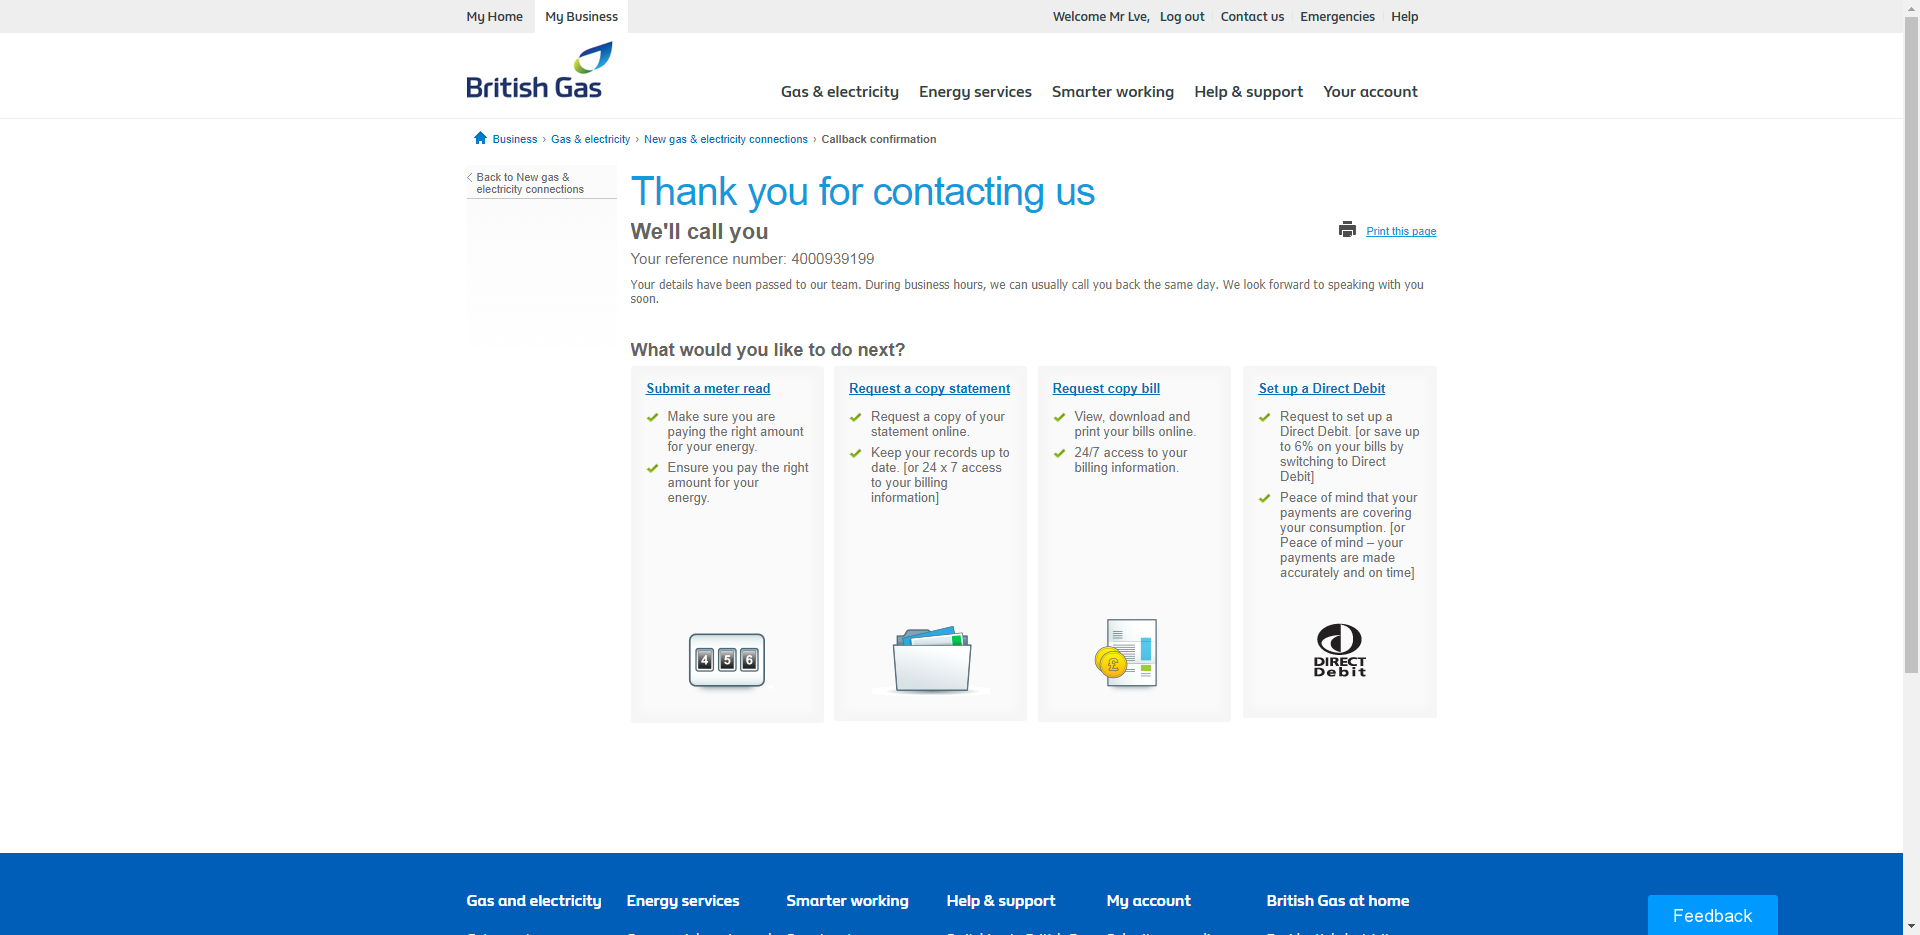 My Home
My Business
Welcome Mr Lve,
Log out
Contact us
Emergencies
Help
British Gas
Gas & electricity
Energy services
Smarter working
Help & support
Your account
Business › Gas & electricity › New gas & electricity connections › Callback confirmation
Back to New gas &
electricity connections
Thank you for contacting us
We'll call you
Print this page
Your reference number: 4000939199
Your details have been passed to our team. During business hours, we can usually call you back the same day. We look forward to speaking with you
soon.
What would you like to do next?
Submit a meter read
Make sure you are
paying the right amount
for your energy.
Ensure you pay the right
amount for your
energy.
4 5 6
Request a copy statement
Request a copy of your
statement online.
Keep your records up to
date. [or 24 x 7 access
to your billing
information]
Request copy bill
View, download and
print your bills online.
24/7 access to your
billing information.
£
Set up a Direct Debit
Request to set up a
Direct Debit. [or save up
to 6% on your bills by
switching to Direct
Debit]
Peace of mind that your
payments are covering
your consumption. [or
Peace of mind – your
payments are made
accurately and on time]
DIRECT
Debit
Gas and electricity
Energy services
Smarter working
Help & support
My account
British Gas at home
Feedback